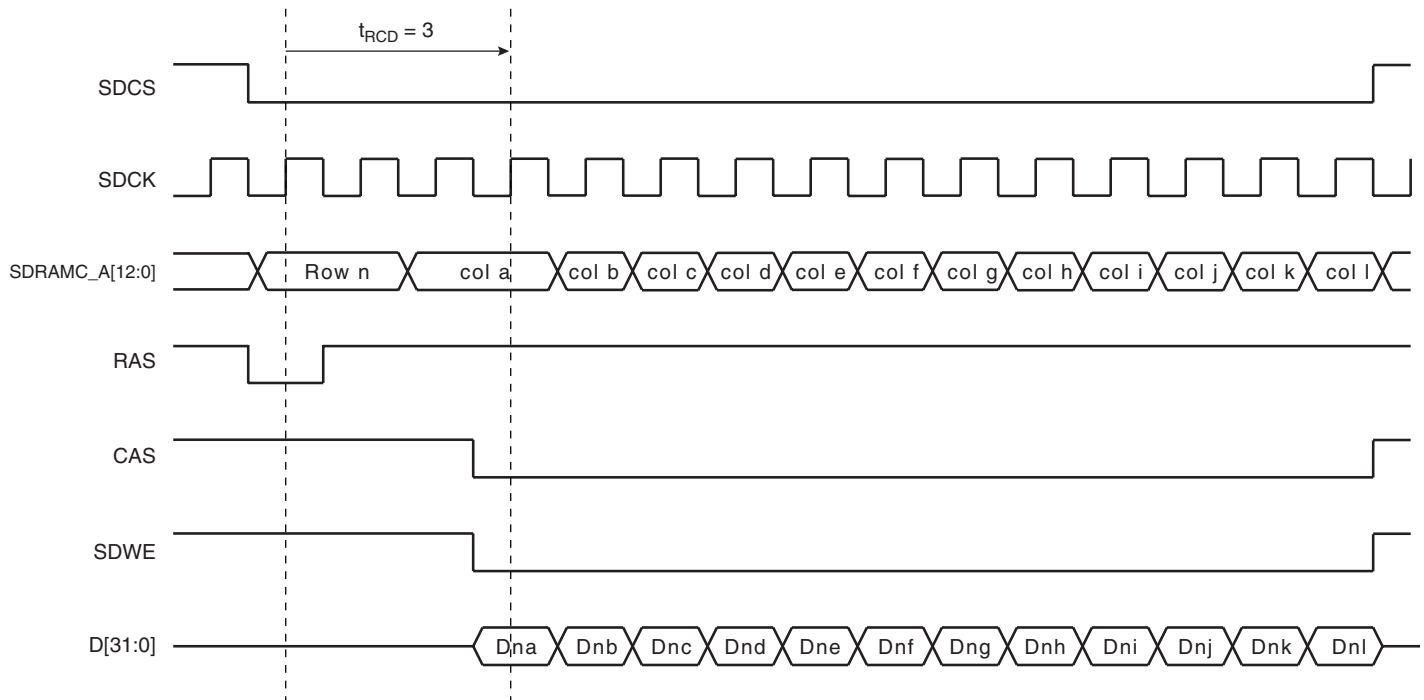 tRCD = 3
SDCS
SDCK
SDRAMC_A[12:0] Row n col a col b col c col d col e col f col g col h col i col j col k col l
RAS
CAS
SDWE
D[31:0] Dna Dnb Dnc Dnd Dne Dnf Dng Dnh Dni Dnj Dnk Dnl